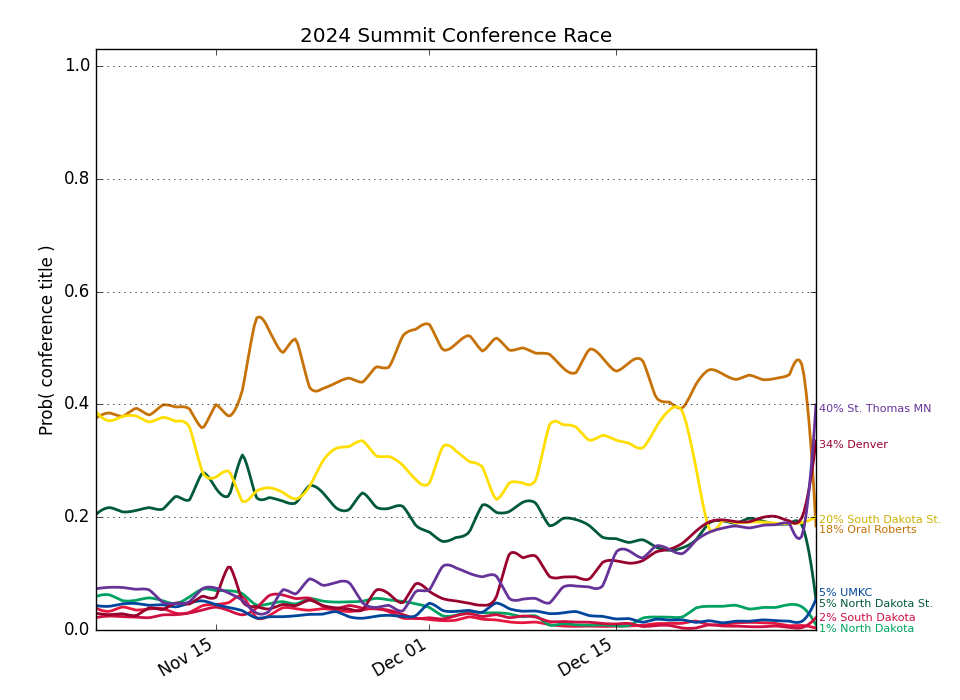 2024 Summit Conference Race
1.0
0.8
0.6
0.4
0.2
0.0
Prob( conference title )
Nov 15
Dec 01
Dec 15
40% St. Thomas MN
34% Denver
20% South Dakota St.
18% Oral Roberts
5% UMKC
5% North Dakota St.
2% South Dakota
1% North Dakota